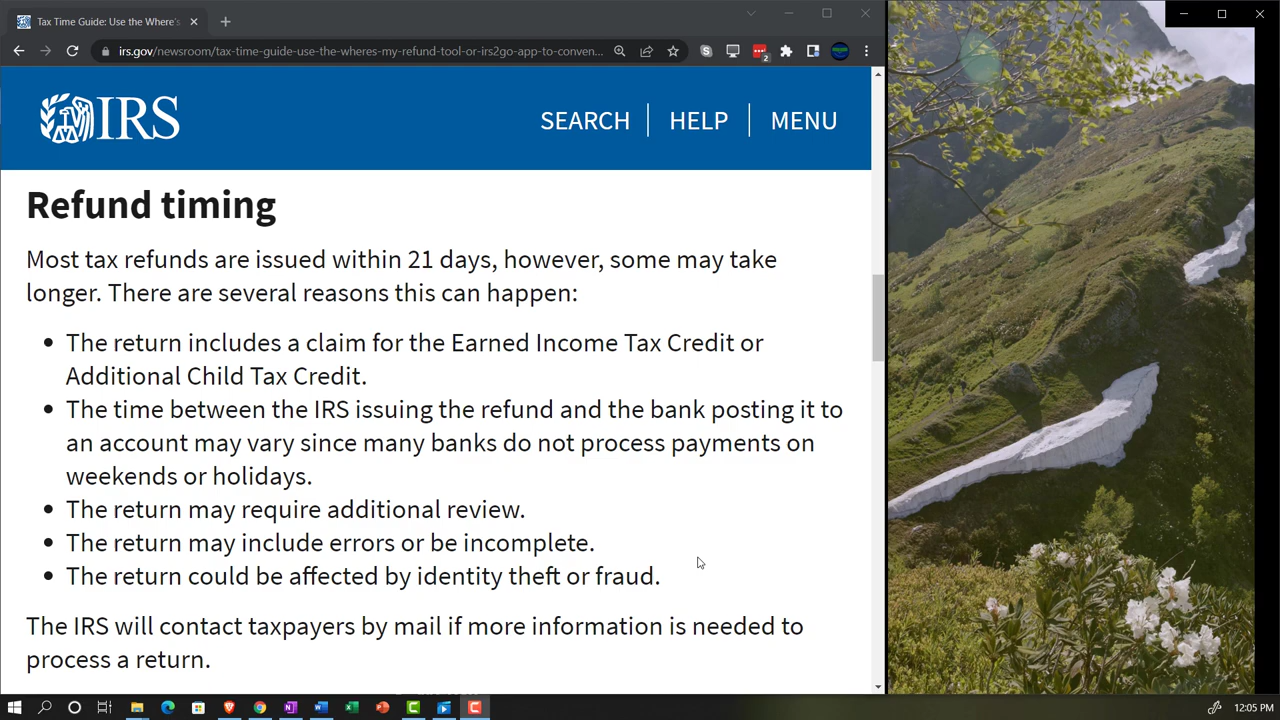 Tax Time Guide: Use the Where's
irs.gov/newsroom/tax-time-guide-use-the-wheres-my-refund-tool-or-irs2go-app-to-conven...
2
IRS
SEARCH
HELP
MENU
Refund timing
Most tax refunds are issued within 21 days, however, some may take
longer. There are several reasons this can happen:
• The return includes a claim for the Earned Income Tax Credit or
Additional Child Tax Credit.
• The time between the IRS issuing the refund and the bank posting it to
an account may vary since many banks do not process payments on
weekends or holidays.
• The return may require additional review.
• The return may include errors or be incomplete.
• The return could be affected by identity theft or fraud.
The IRS will contact taxpayers by mail if more information is needed to
process a return.
12:05 PM